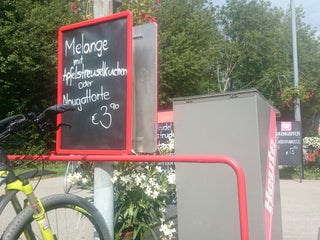 Melange
mit
Apfelstreuselkuchen
oder
Nougattorte
€ 3,90